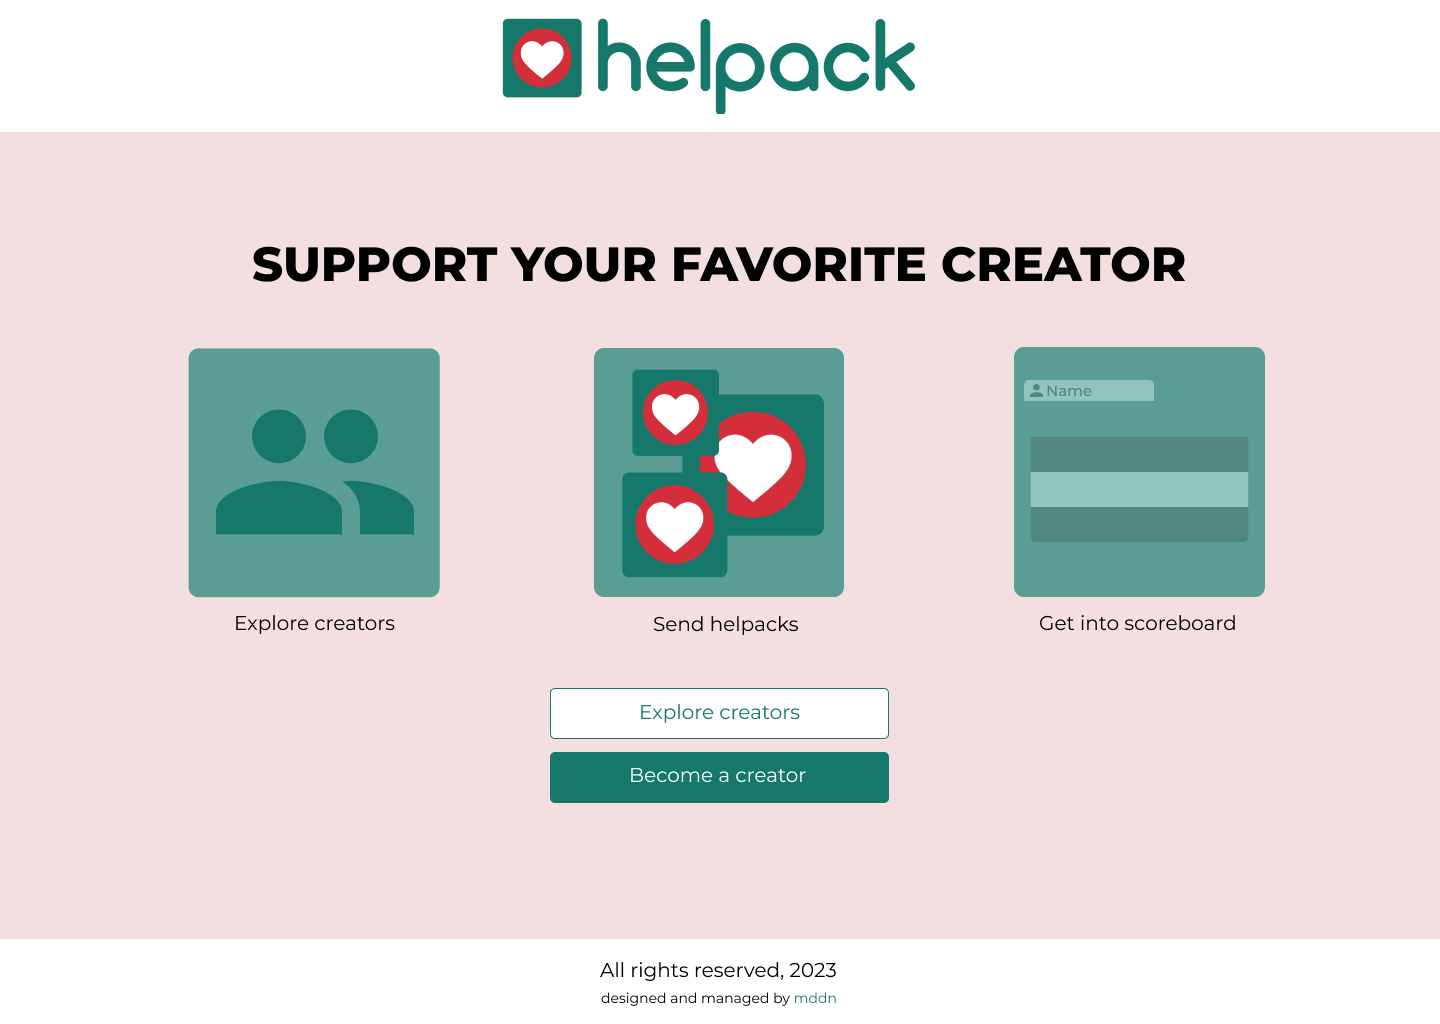 helpack
SUPPORT YOUR FAVORITE CREATOR
Name
Explore creators
Send helpacks
Get into scoreboard
Explore creators
Become a creator
All rights reserved, 2023
designed and managed by mddn